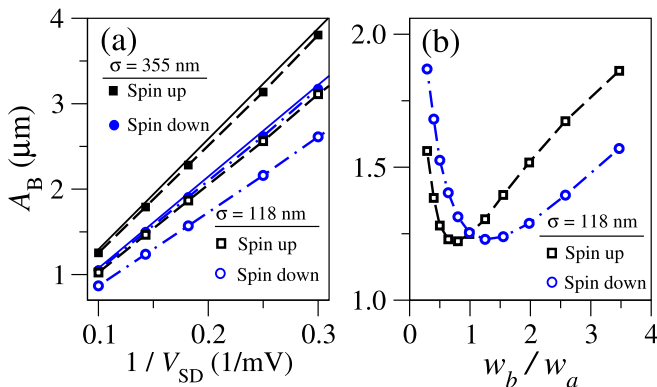 (a)
σ = 355 nm
Spin up
Spin down
σ = 118 nm
Spin up
Spin down
A_B (μm)
4
3
2
1
0.1
0.2
0.3
1 / V_SD (1/mV)
(b)
2.0
1.5
1.0
σ = 118 nm
Spin up
Spin down
0
1
2
3
4
w_b / w_a